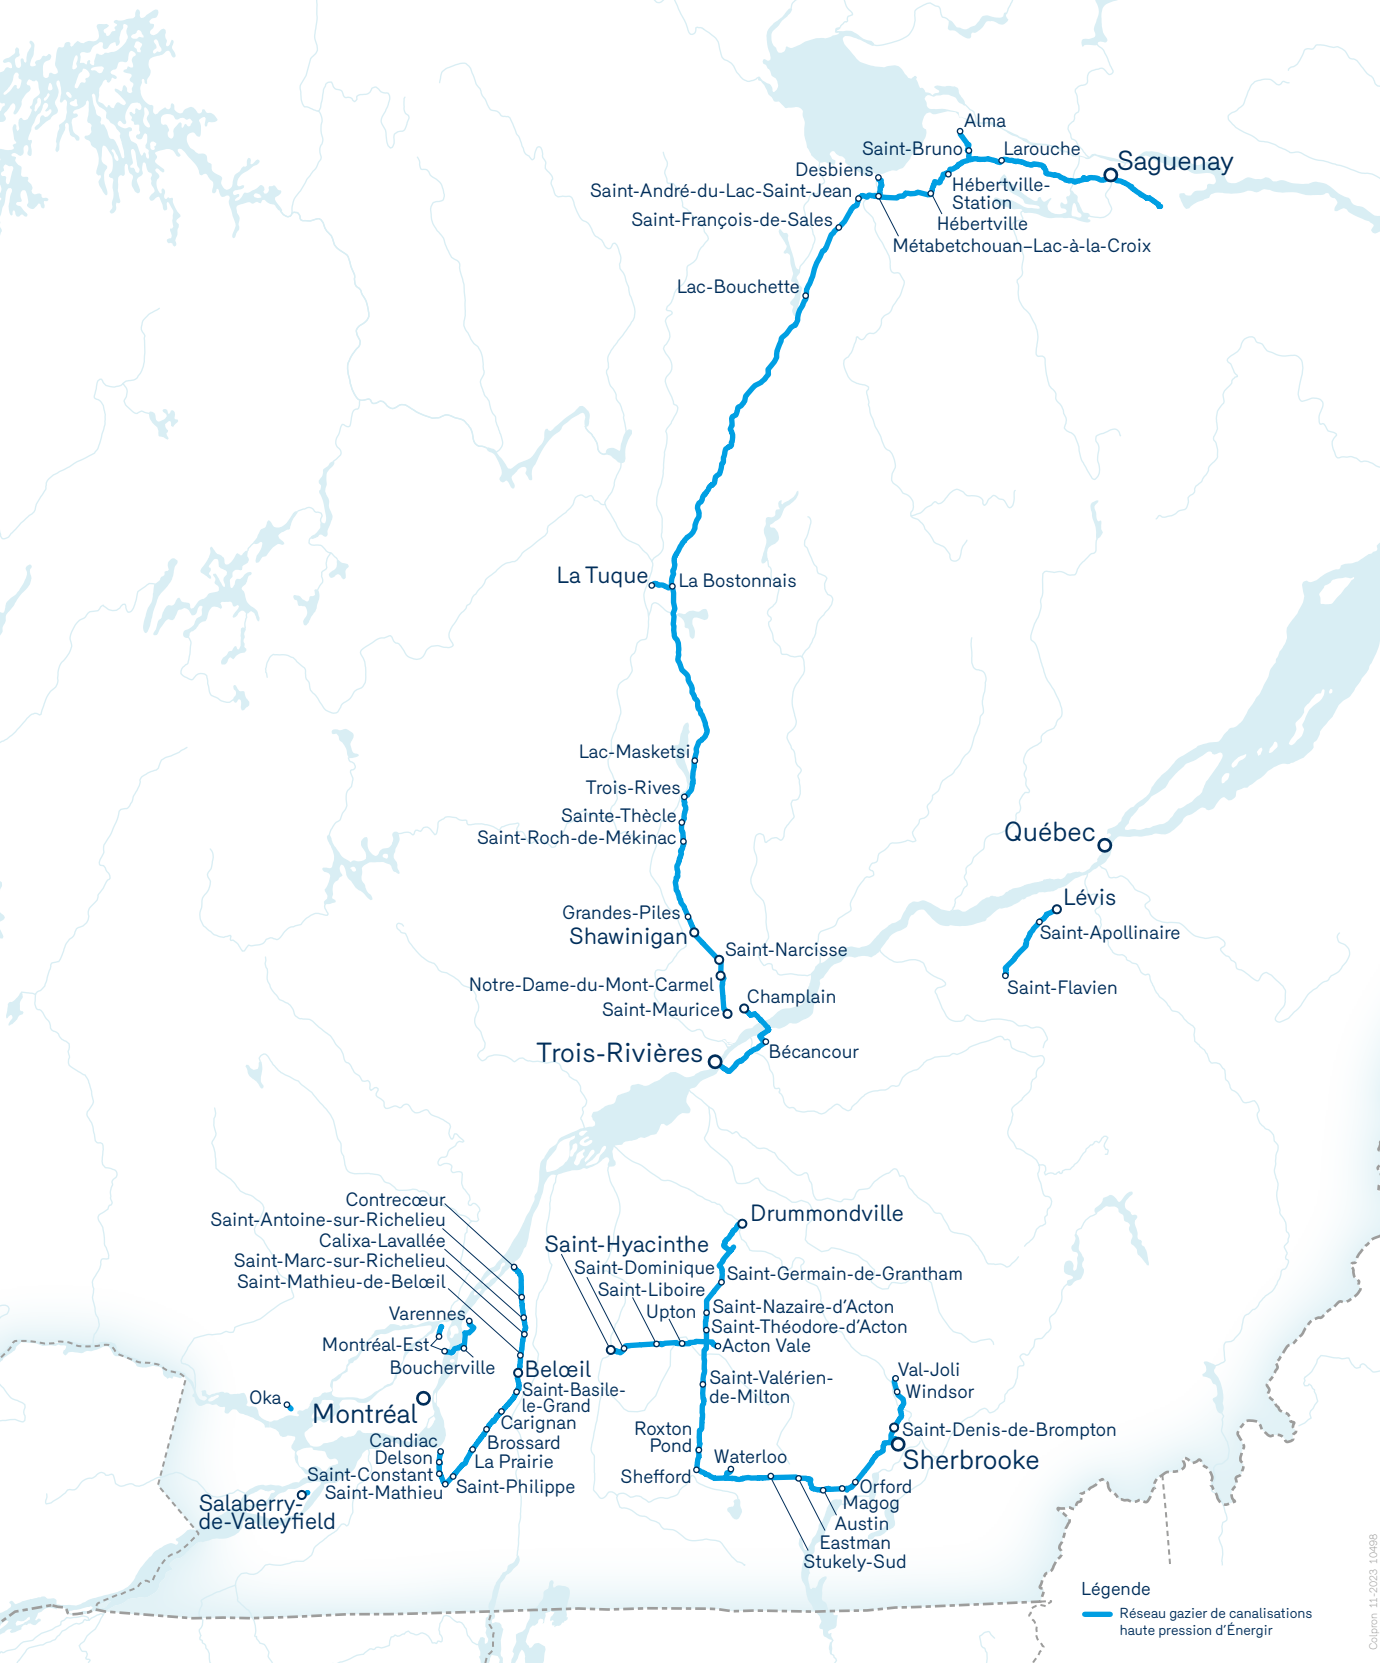 Alma
Saint-Bruno
Larouche
Saguenay
Desbiens
Saint-André-du-Lac-Saint-Jean
Hébertville-
Station
Saint-François-de-Sales
Hébertville
Métabetchouan–Lac-à-la-Croix
Lac-Bouchette
La Tuque
La Bostonnais
Lac-Masketsi
Trois-Rives
Sainte-Thècle
Saint-Roch-de-Mékinac
Québec
Lévis
Saint-Apollinaire
Saint-Flavien
Grandes-Piles
Shawinigan
Saint-Narcisse
Notre-Dame-du-Mont-Carmel
Champlain
Saint-Maurice
Trois-Rivières
Bécancour
Contrecœur
Saint-Antoine-sur-Richelieu
Calixa-Lavallée
Saint-Marc-sur-Richelieu
Saint-Mathieu-de-Belœil
Varennes
Montréal-Est
Boucherville
Belœil
Saint-Basile-
le-Grand
Carignan
Brossard
La Prairie
Saint-Philippe
Oka
Montréal
Candiac
Delson
Saint-Constant
Saint-Mathieu
Salaberry-
de-Valleyfield
Drummondville
Saint-Hyacinthe
Saint-Dominique
Saint-Germain-de-Grantham
Saint-Liboire
Upton
Saint-Nazaire-d'Acton
Saint-Théodore-d'Acton
Acton Vale
Saint-Valérien-
de-Milton
Roxton
Pond
Shefford
Waterloo
Val-Joli
Windsor
Saint-Denis-de-Brompton
Sherbrooke
Orford
Magog
Austin
Eastman
Stukely-Sud
Légende
Réseau gazier de canalisations
haute pression d'Énergir
Colpron 11-2023 10498